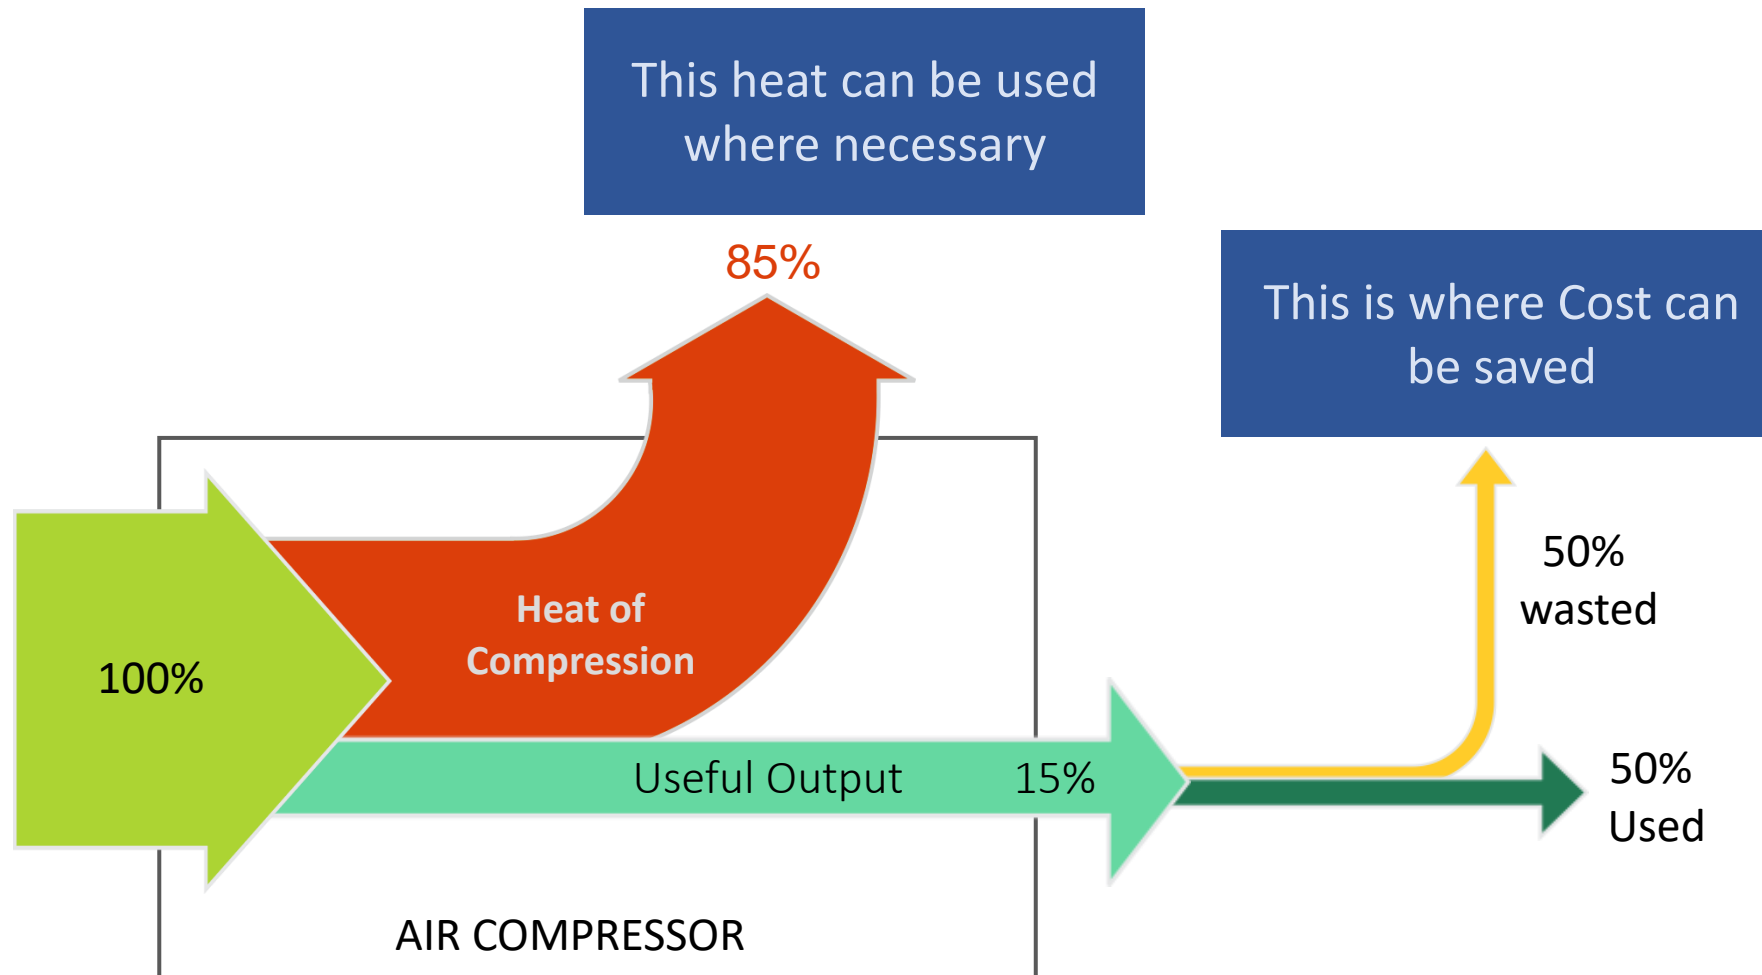 This heat can be used
where necessary
85%
This is where Cost can
be saved
50%
wasted
Heat of
Compression
100%
Useful Output 15%
50%
Used
AIR COMPRESSOR